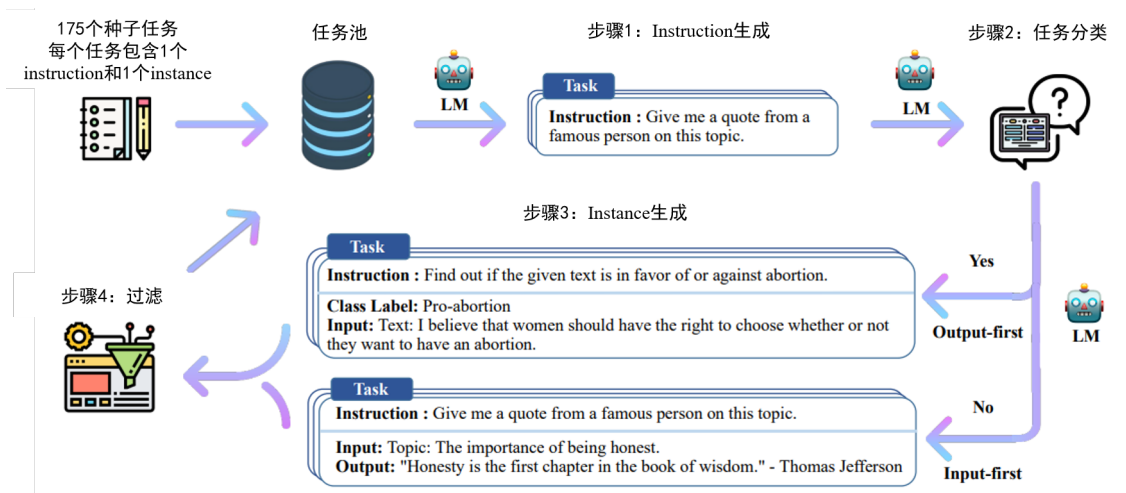 175个种子任务
每个任务包含1个
instruction和1个instance
任务池
LM
步骤1：Instruction生成
Task
Instruction : Give me a quote from a
famous person on this topic.
LM
步骤2：任务分类
?
步骤3：Instance生成
Task
Instruction : Find out if the given text is in favor of or against abortion.
Class Label: Pro-abortion
Input: Text: I believe that women should have the right to choose whether or not
they want to have an abortion.
Yes
Output-first
LM
步骤4：过滤
Task
Instruction : Give me a quote from a famous person on this topic.
Input: Topic: The importance of being honest.
Output: "Honesty is the first chapter in the book of wisdom." - Thomas Jefferson
No
Input-first